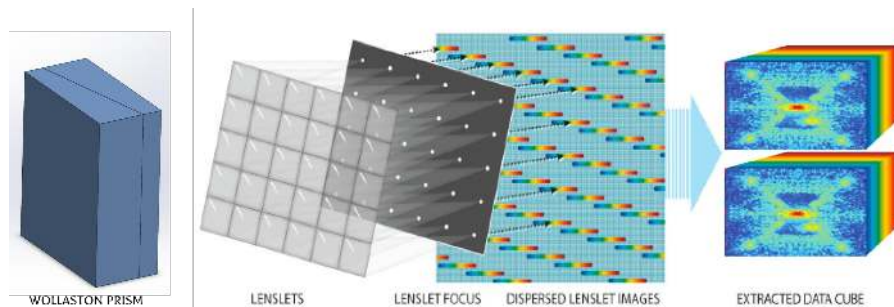 WOLLASTON PRISM
LENSLETS
LENSLET FOCUS
DISPERSED LENSLET IMAGES
EXTRACTED DATA CUBE